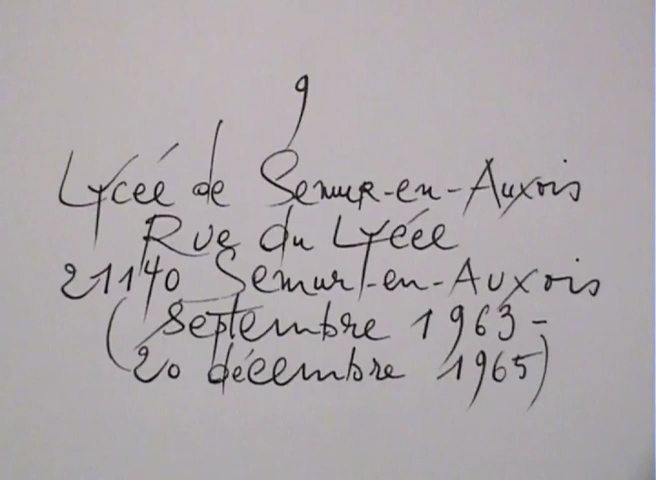 9
Lycée de Semur-en-Auxois
Rue du Lycée
21140 Semur-en-Auxois
(Septembre 1963-
20 décembre 1965)